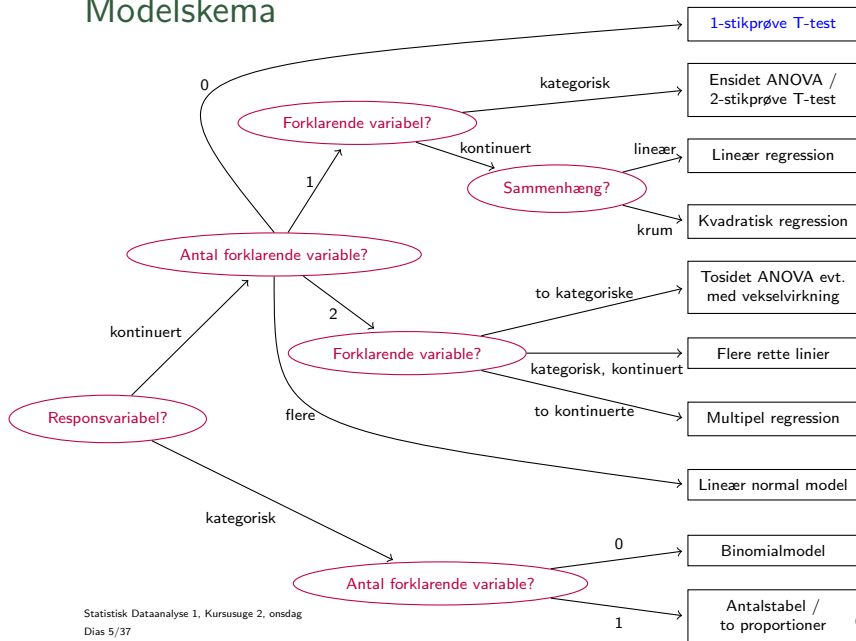 Modelskema
1-stikprøve T-test
0
kategorisk
Ensidet ANOVA /
2-stikprøve T-test
Forklarende variabel?
kontinuert
lineær
Lineær regression
1
Sammenhæng?
krum
Kvadratisk regression
Antal forklarende variable?
to kategoriske
Tosidet ANOVA evt.
med vekselvirkning
2
kontinuert
Forklarende variable?
kategorisk, kontinuert
Flere rette linier
Responsvariabel?
flere
to kontinuerte
Multipel regression
Lineær normal model
kategorisk
0
Binomialmodel
Antal forklarende variable?
1
Antalstabel /
to proportioner
Statistisk Dataanalyse 1, Kursusuge 2, onsdag
Dias 5/37